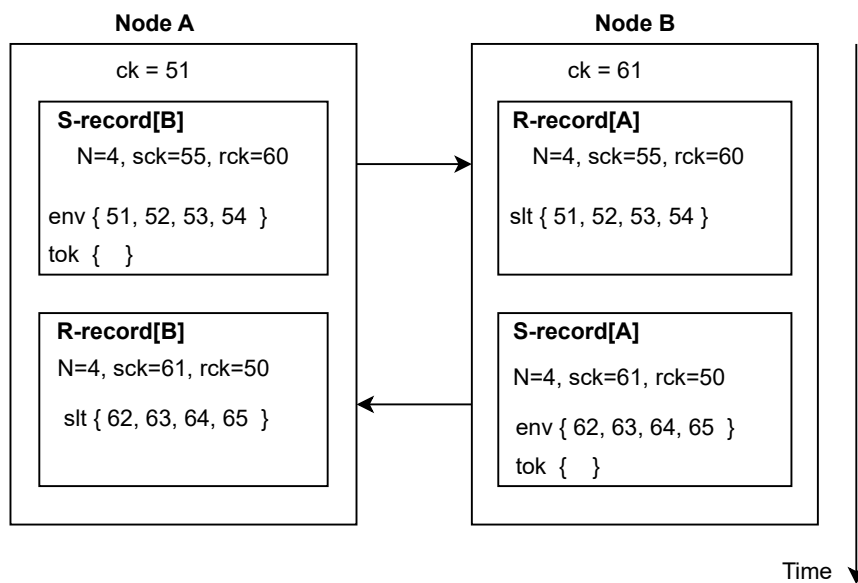 Node A
ck = 51
S-record[B]
N=4, sck=55, rck=60
env { 51, 52, 53, 54 }
tok { }
R-record[B]
N=4, sck=61, rck=50
slt { 62, 63, 64, 65 }
Node B
ck = 61
R-record[A]
N=4, sck=55, rck=60
slt { 51, 52, 53, 54 }
S-record[A]
N=4, sck=61, rck=50
env { 62, 63, 64, 65 }
tok { }
Time